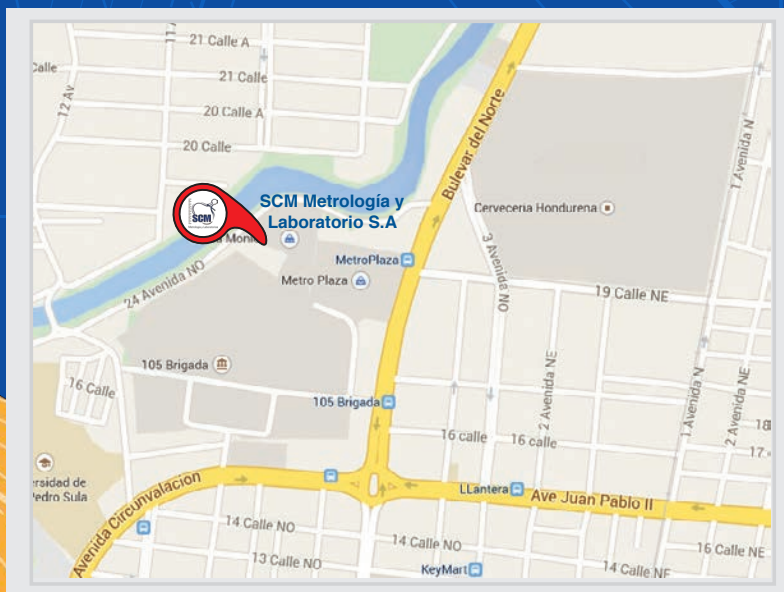 21 Calle A
Calle
21 Calle
12 Av
20 Calle A
20 Calle
Bulevar del Norte
1 Avenida N
SCM
SCM Metrología y
Laboratorio S.A
Cerveceria Hondurena
MetroPlaza
Metro Plaza
24 Avenida NO
3 Avenida NO
19 Calle NE
105 Brigada
16 Calle
105 Brigada
2 Avenida NE
1 Avenida N
2 Avenida NE
16 calle
16 calle
18
17
ersidad de
Pedro Sula
Avenida Circunvalacion
LLantera
Ave Juan Pablo II
14 Calle NO
14 Calle NO
13 Calle NO
KeyMart
14 Calle NE
16 Calle NE